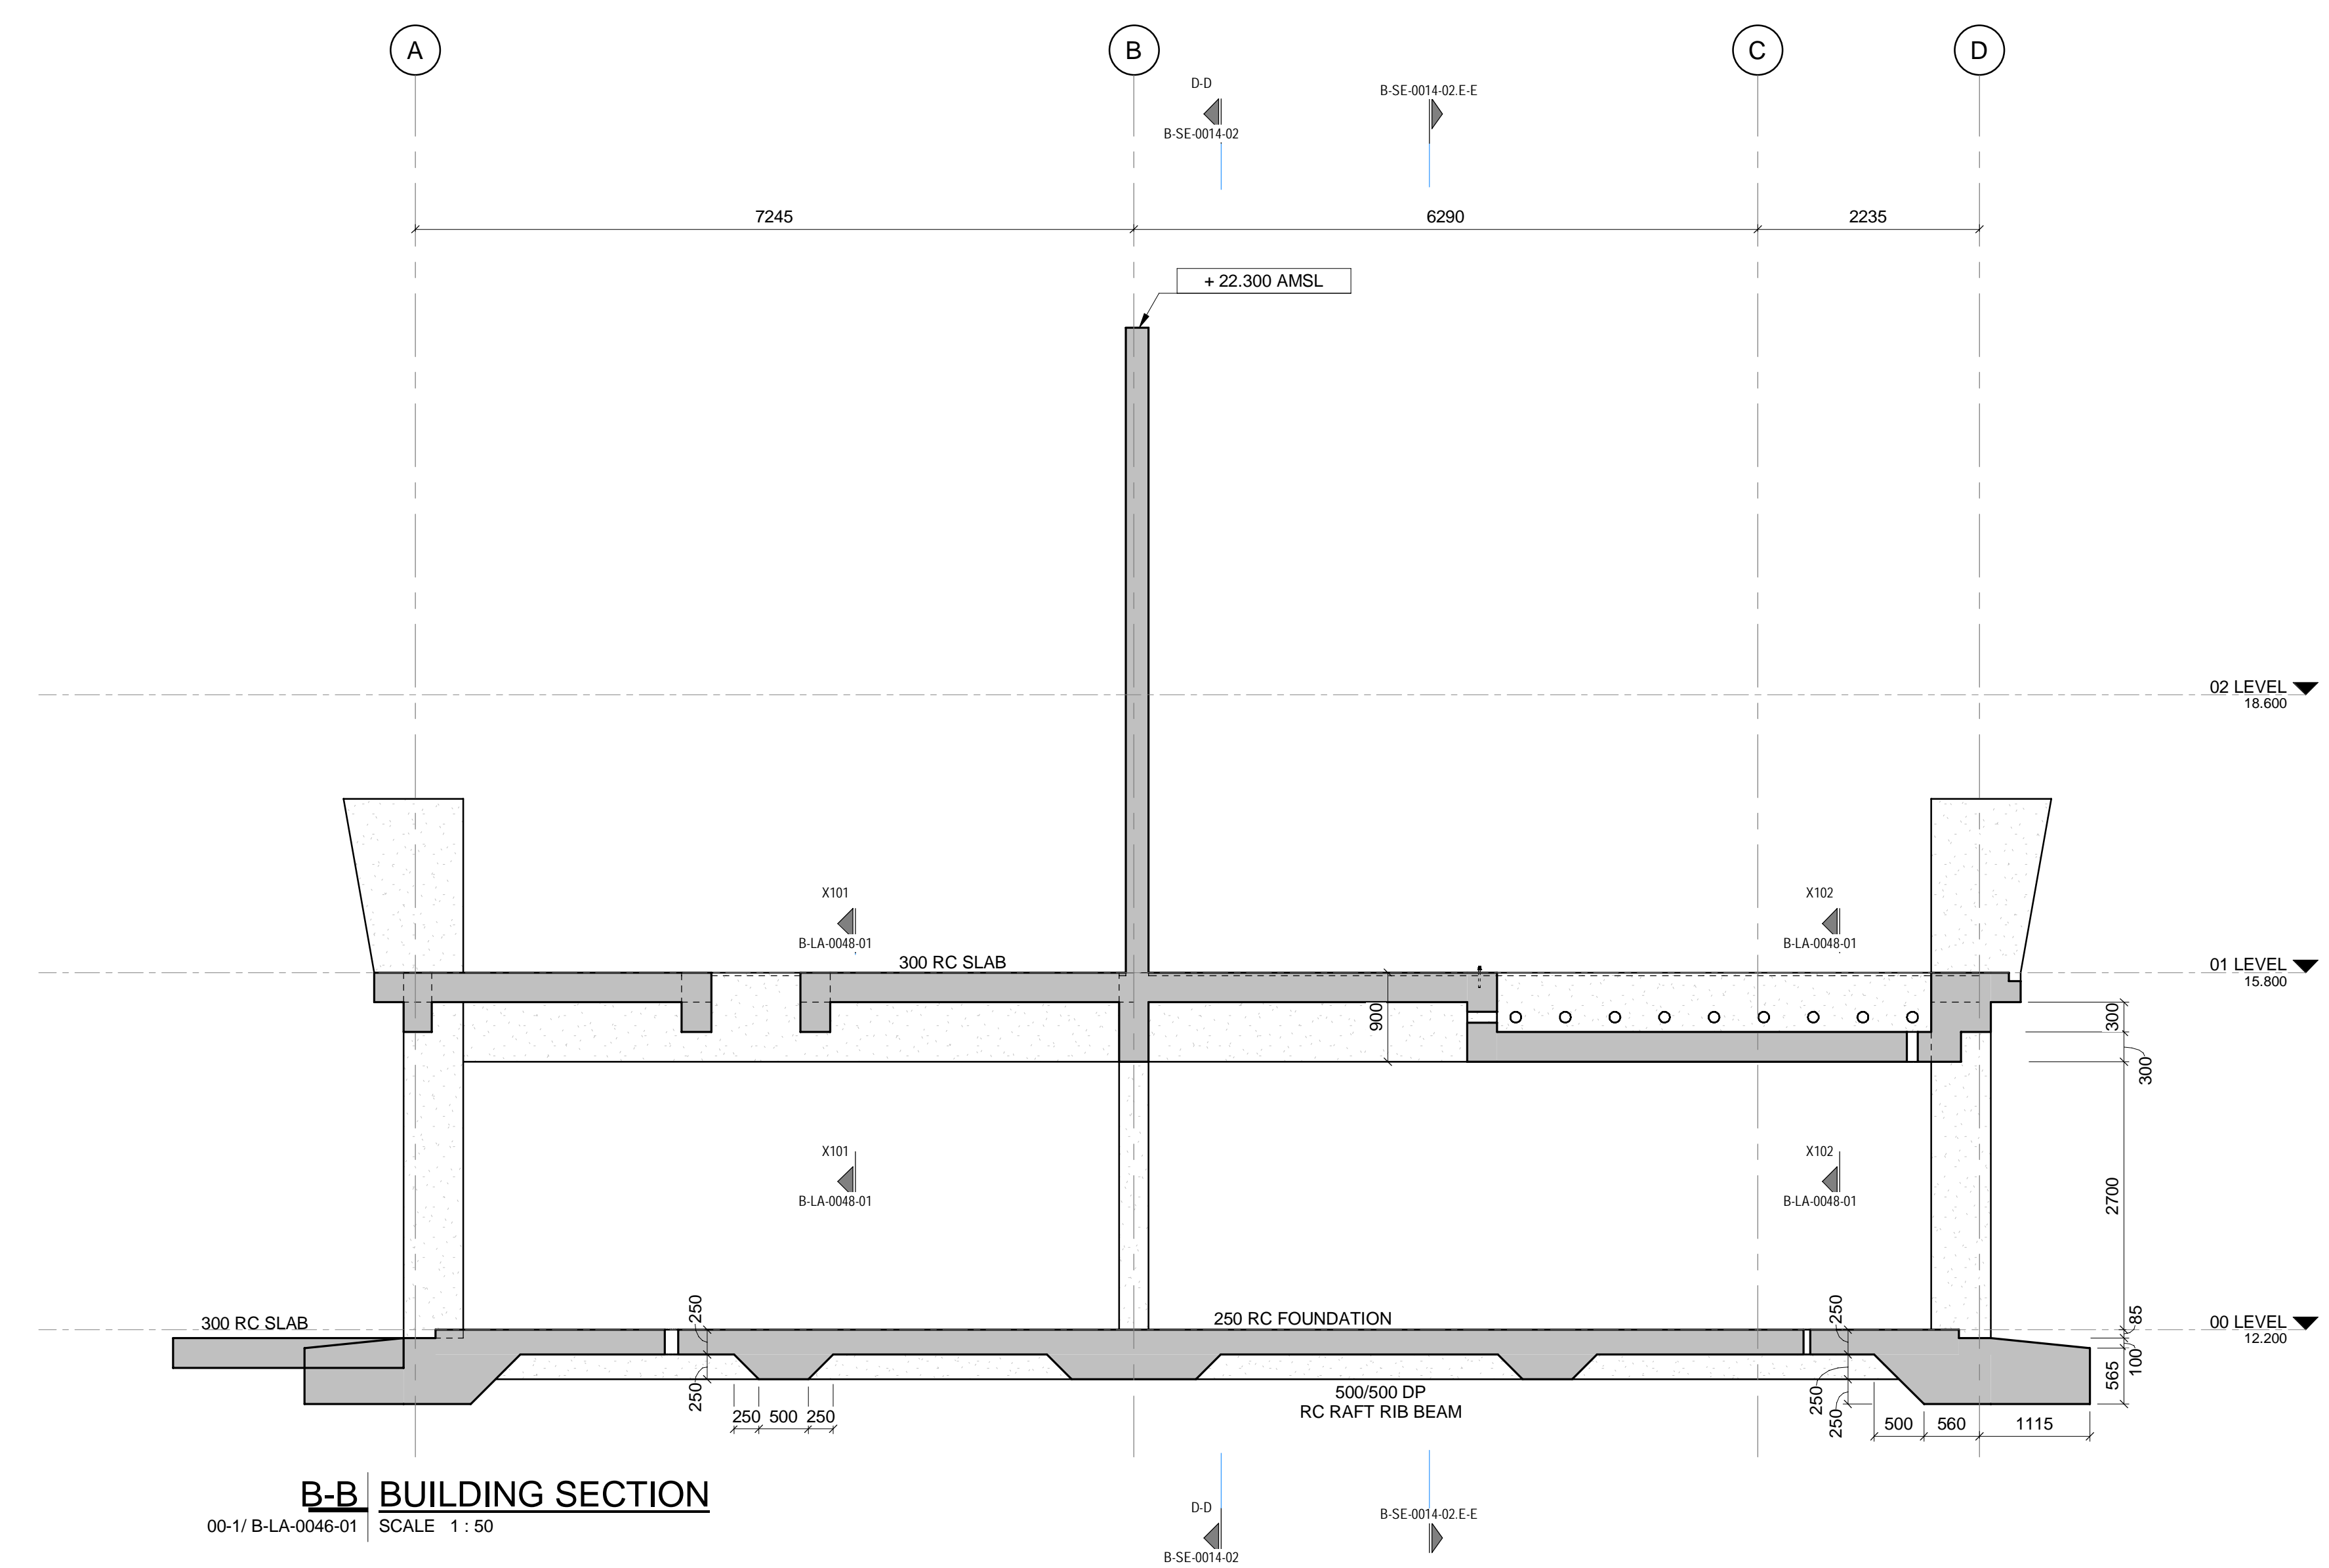 A
B
C
D
D-D
B-SE-0014-02
B-SE-0014-02.E-E
7245
6290
2235
+ 22.300 AMSL
02 LEVEL
18.600
X101
B-LA-0048-01
X102
B-LA-0048-01
300 RC SLAB
01 LEVEL
15.800
900
300
300
X101
B-LA-0048-01
X102
B-LA-0048-01
2700
300 RC SLAB
250
250 RC FOUNDATION
250
85
00 LEVEL
12.200
100
565
250
500/500 DP
RC RAFT RIB BEAM
250
250
250 500 250
500 560 1115
B-B BUILDING SECTION
00-1/ B-LA-0046-01 SCALE 1 : 50
D-D
B-SE-0014-02
B-SE-0014-02.E-E